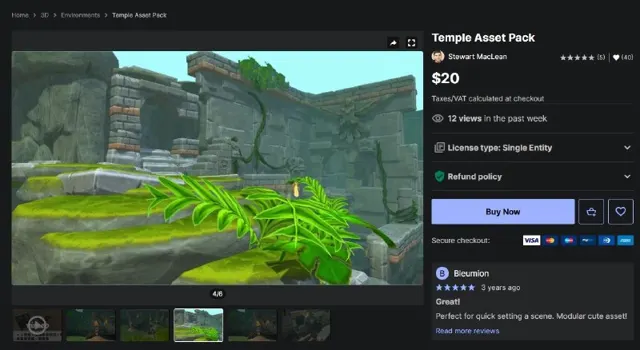 Home > 3D > Environments > Temple Asset Pack
Temple Asset Pack
Stewart MacLean
(5) | (40)
$20
Taxes/VAT calculated at checkout
12 views in the past week
License type: Single Entity
Refund policy
Buy Now
Secure checkout: VISA
4/6
B Bleumion
3 years ago
Great!
Perfect for quick setting a scene. Modular cute asset!
Read more reviews